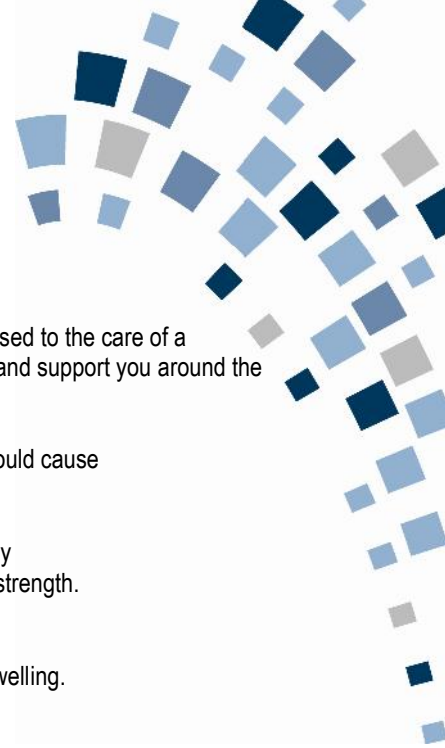 sed to the care of a
and support you around the
ould cause
y
strength.
welling.